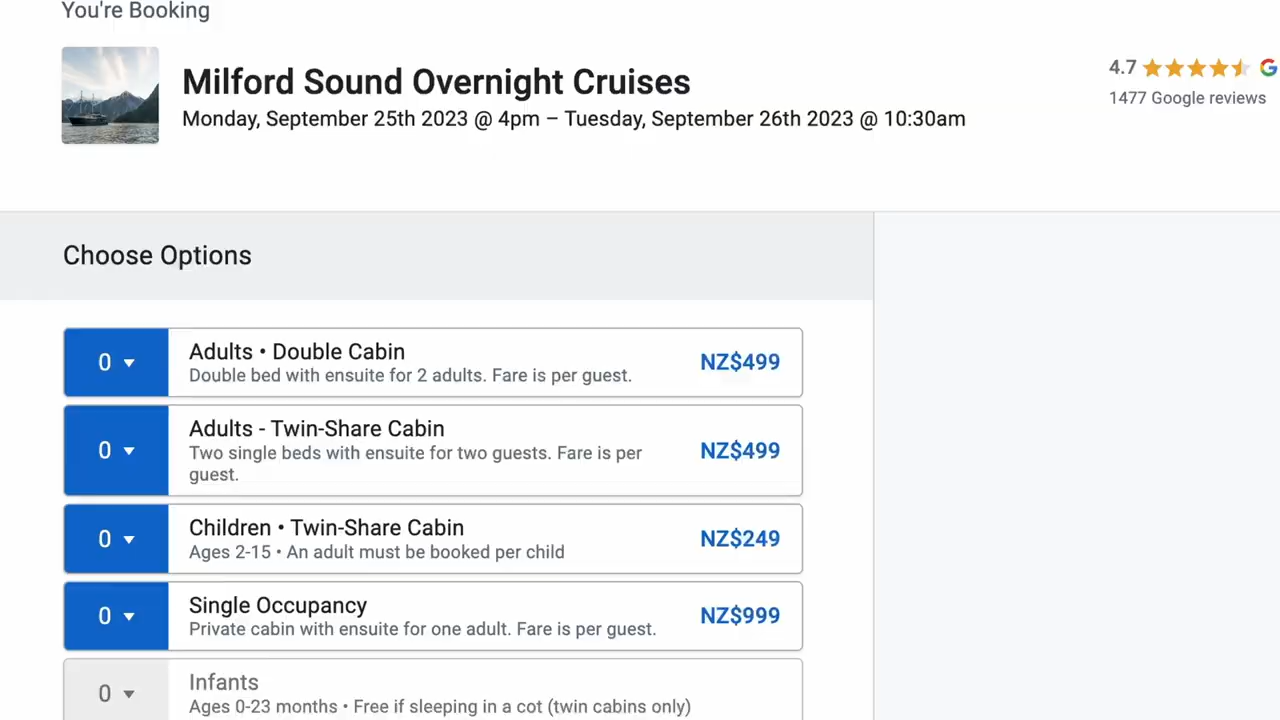 You're Booking
Milford Sound Overnight Cruises
Monday, September 25th 2023 @ 4pm – Tuesday, September 26th 2023 @ 10:30am
4.7
1477 Google reviews
Choose Options
0
Adults • Double Cabin
Double bed with ensuite for 2 adults. Fare is per guest.
NZ$499
0
Adults - Twin-Share Cabin
Two single beds with ensuite for two guests. Fare is per
guest.
NZ$499
0
Children • Twin-Share Cabin
Ages 2-15 • An adult must be booked per child
NZ$249
0
Single Occupancy
Private cabin with ensuite for one adult. Fare is per guest.
NZ$999
0
Infants
Ages 0-23 months • Free if sleeping in a cot (twin cabins only)